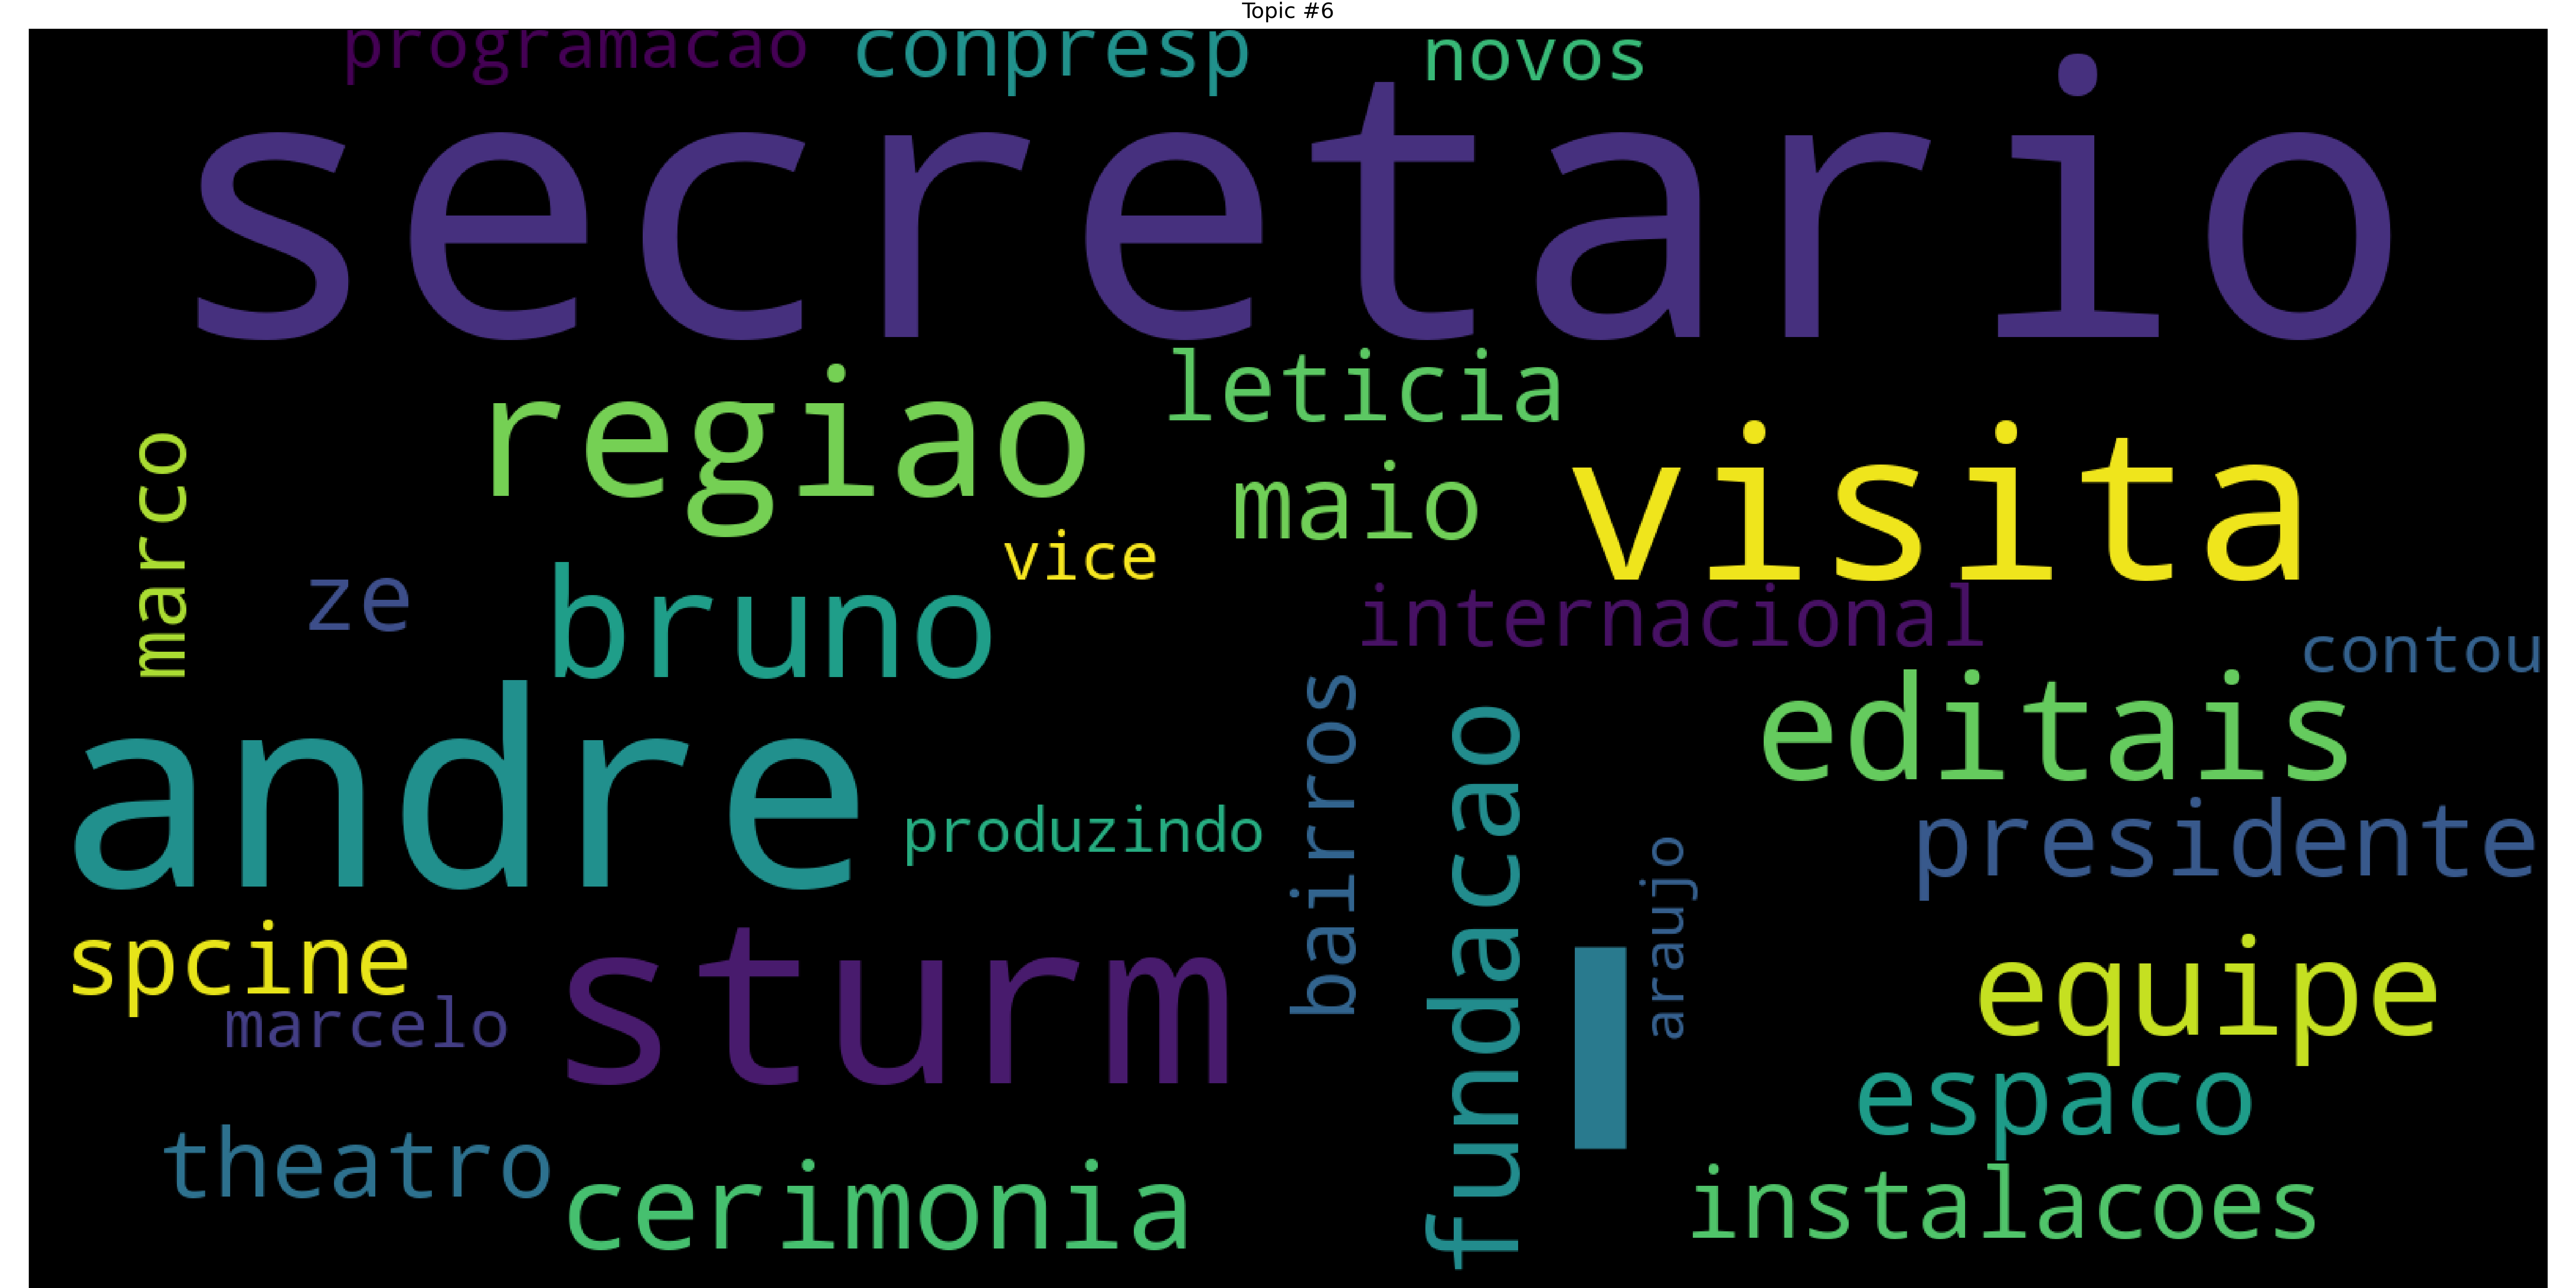 Topic #6
programacao conpresp novos
secretario
regiao leticia
marco maio visita
vice
ze bruno internacional contou
andre bairros fundacao editais
produzindo araujo presidente
spcine sturm equipe
marcelo espaco
theatro cerimonia instalacoes